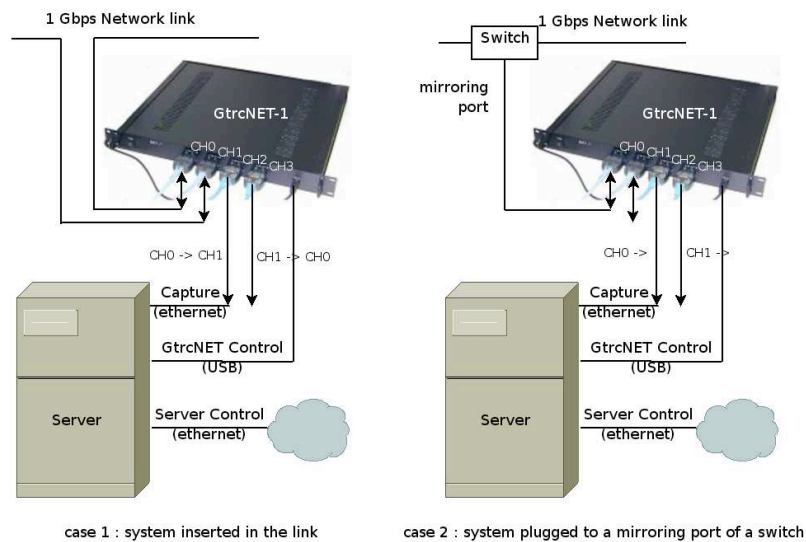 1 Gbps Network link
GtrcNET-1
CH0
CH1
CH2
CH3
CH0 -> CH1
CH1 -> CH0
Capture
(ethernet)
GtrcNET Control
(USB)
Server
Server Control
(ethernet)
case 1 : system inserted in the link
1 Gbps Network link
Switch
mirroring
port
GtrcNET-1
CH0
CH1
CH2
CH3
CH0 ->
CH1 ->
Capture
(ethernet)
GtrcNET Control
(USB)
Server
Server Control
(ethernet)
case 2 : system plugged to a mirroring port of a switch